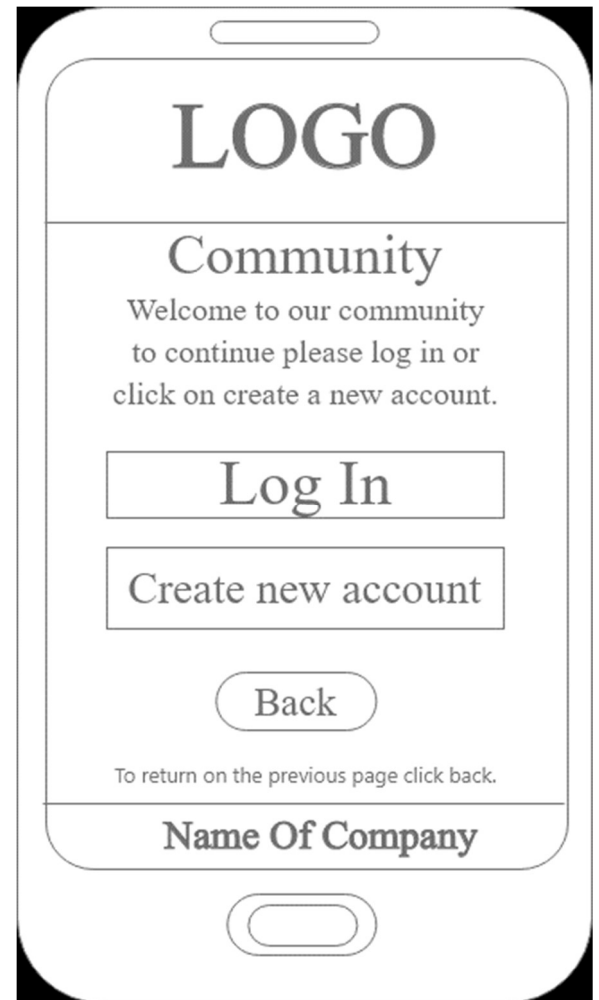 LOGO
Community
Welcome to our community
to continue please log in or
click on create a new account.
Log In
Create new account
Back
To return on the previous page click back.
Name Of Company